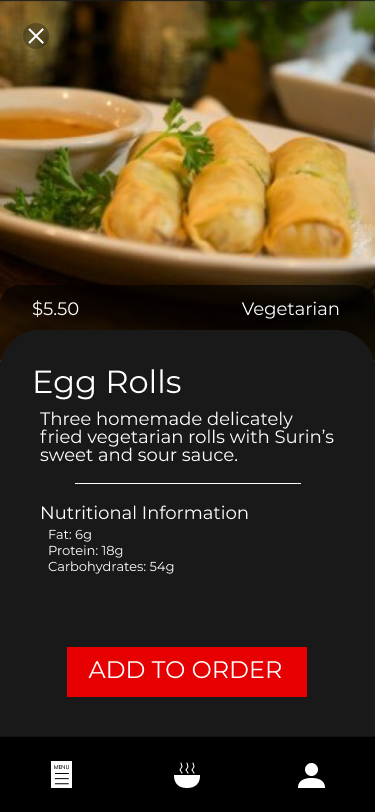 $5.50 Vegetarian
Egg Rolls
Three homemade delicately
fried vegetarian rolls with Surin's
sweet and sour sauce.
Nutritional Information
Fat: 6g
Protein: 18g
Carbohydrates: 54g
ADD TO ORDER
MENU